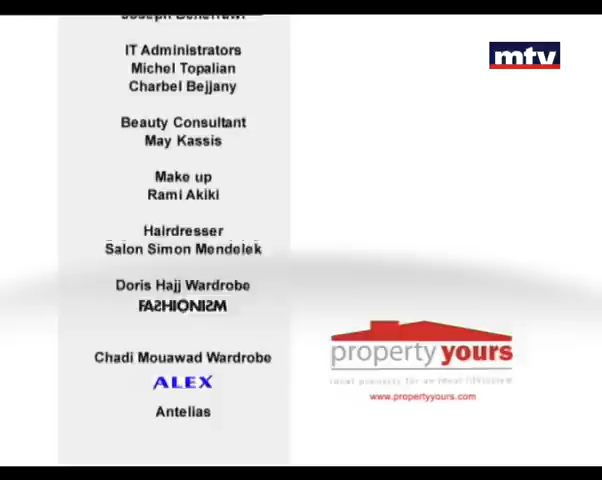 IT Administrators
Michel Topalian
Charbel Bejjany
Beauty Consultant
May Kassis
Make up
Rami Akiki
Hairdresser
Salon Simon Mendelek
Doris Hajj Wardrobe
FASHIONISM
Chadi Mouawad Wardrobe
ALEX
Antelias
mtv
property yours
www.propertyyours.com